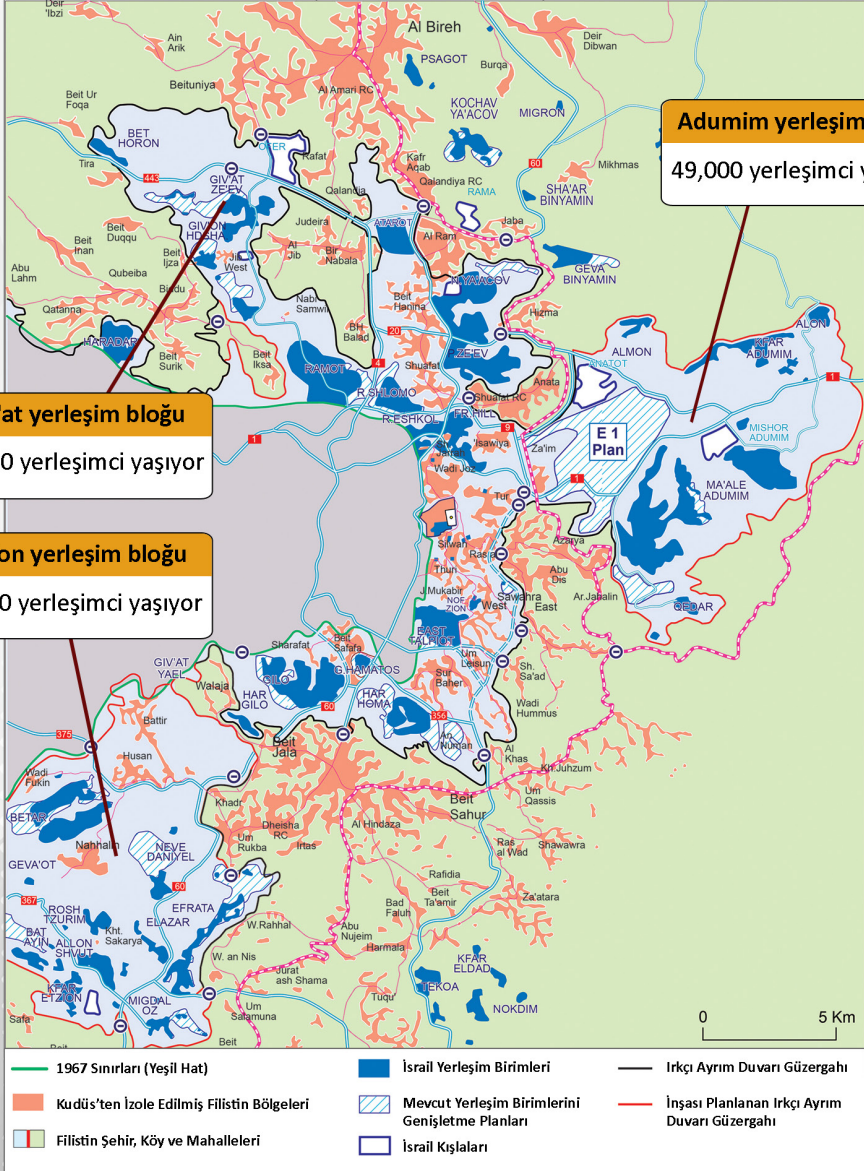 Deir
'Ibzi
Ain
Arik
Al Bireh
Deir
Dibwan
PSAGOT
Burqa
Beituniya
Al Amari RC
Beit Ur
Foqa
KOCHAV
YA'ACOV
MIGRON
Adumim yerleşim
49,000 yerleşimci y
BET
HORON
OFER
Tira
Rafat
Kafr
Aqab
60
Mikhmas
443
GIV'AT
ZE'EV
Qalandiya RC
RAMA
Qalandia
SHA'AR
BINYAMIN
Jaba
Judeira
ATAROT
Al Ram
Beit
Duqqu
GIV'ON
HDSHA
Beit
Inan
Al
Jib
Bir
Nabala
Beit
Ijza
West
Abu
Lahm
Qubeiba
GEVA
BINYAMIN
Biddu
N.YA'ACOV
Nabi
Samwil
Beit
Hanina
Qatanna
Hizma
BH
Balad
20
ALON
HARADAR
Beit
Surik
Beit
Iksa
ZE'EV
ALMON
KFAR
ADUMIM
RAMOT
4
Shuafat
ANATOT
1
Anata
R.SHLOMO
Shuafat RC
'at yerleşim bloğu
0 yerleşimci yaşıyor
R.ESHKOL
FR.HILL
9
'Isawiya
1
E 1
Plan
MISHOR
ADUMIM
Jarrah
Za'im
Wadi Joz
1
MA'ALE
ADUMIM
Tur
on yerleşim bloğu
0 yerleşimci yaşıyor
Silwan
Azarya
Thuri
Abu
Dis
J.Mukabir
NOF
ZION
West
Sawahra
East
Ar.Jahalin
QEDAR
EAST
TALPIOT
Sharafat
Beit
Safafa
GIV'AT
YAEL
Um
Leisun
Walaja
GILO
G.HAMATOS
Sur
Baher
Sh.
Sa'ad
HAR
GILO
HAR
HOMA
60
356
Wadi
Hummus
Battir
375
An
Numan
Beit
Jala
Al
Khas
Husan
Wadi
Fukin
Kh.Juhzum
Khadr
Beit
Sahur
Um
Qassis
BETAR
Dheisha
RC
Al Hindaza
Um
Rukba
Irtas
Nahhalin
NEVE
DANIYEL
Ras
al Wad
Shawawra
GEVA'OT
60
Rafidia
367
Beit
Ta'amir
Za'atara
ROSH
TZURIM
EFRATA
Bad
Faluh
ELAZAR
W.Rahhal
Abu
Nujeim
BAT
AYIN
ALLON
SHVUT
Kht.
Sakarya
Harmala
W. an Nis
KFAR
ELDAD
Jurat
ash Shama
TEKOA
KFAR
ETZION
MIGDAL
OZ
Tuqu'
NOKDIM
Um
Salamuna
Safa
0
5 Km
Beit
Beit
1967 Sınırları (Yeşil Hat)
Kudüs'ten İzole Edilmiş Filistin Bölgeleri
Filistin Şehir, Köy ve Mahalleleri
İsrail Yerleşim Birimleri
Mevcut Yerleşim Birimlerini
Genişletme Planları
İsrail Kışlaları
Irkçı Ayrım Duvarı Güzergahı
İnşası Planlanan Irkçı Ayrım
Duvarı Güzergahı